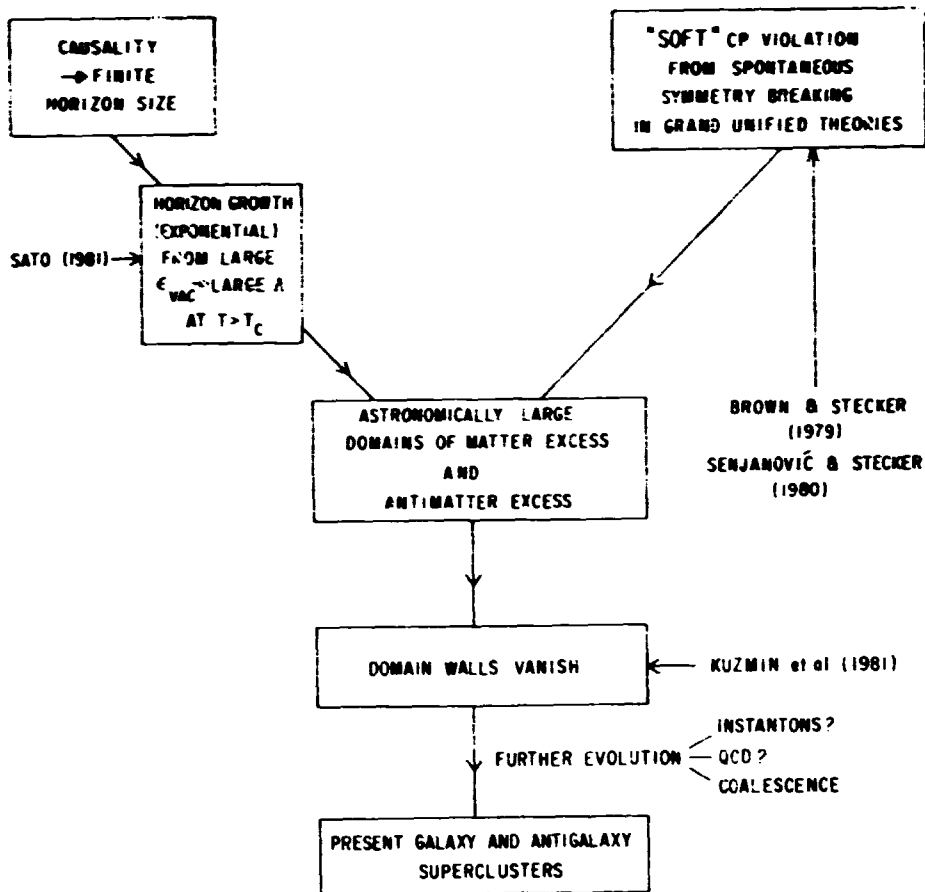 CAUSALITY
→ FINITE
HORIZON SIZE
"SOFT" CP VIOLATION
FROM SPONTANEOUS
SYMMETRY BREAKING
IN GRAND UNIFIED THEORIES
HORIZON GROWTH
(EXPONENTIAL)
FROM LARGE
ϵVAC → LARGE Λ
AT T > TC
SATO (1981)
ASTRONOMICALLY LARGE
DOMAINS OF MATTER EXCESS
AND
ANTIMATTER EXCESS
BROWN & STECKER
(1979)
SENJANOVIĆ & STECKER
(1980)
DOMAIN WALLS VANISH
KUZMIN et al (1981)
FURTHER EVOLUTION
INSTANTONS?
QCD?
COALESCENCE
PRESENT GALAXY AND ANTIGALAXY
SUPERCLUSTERS